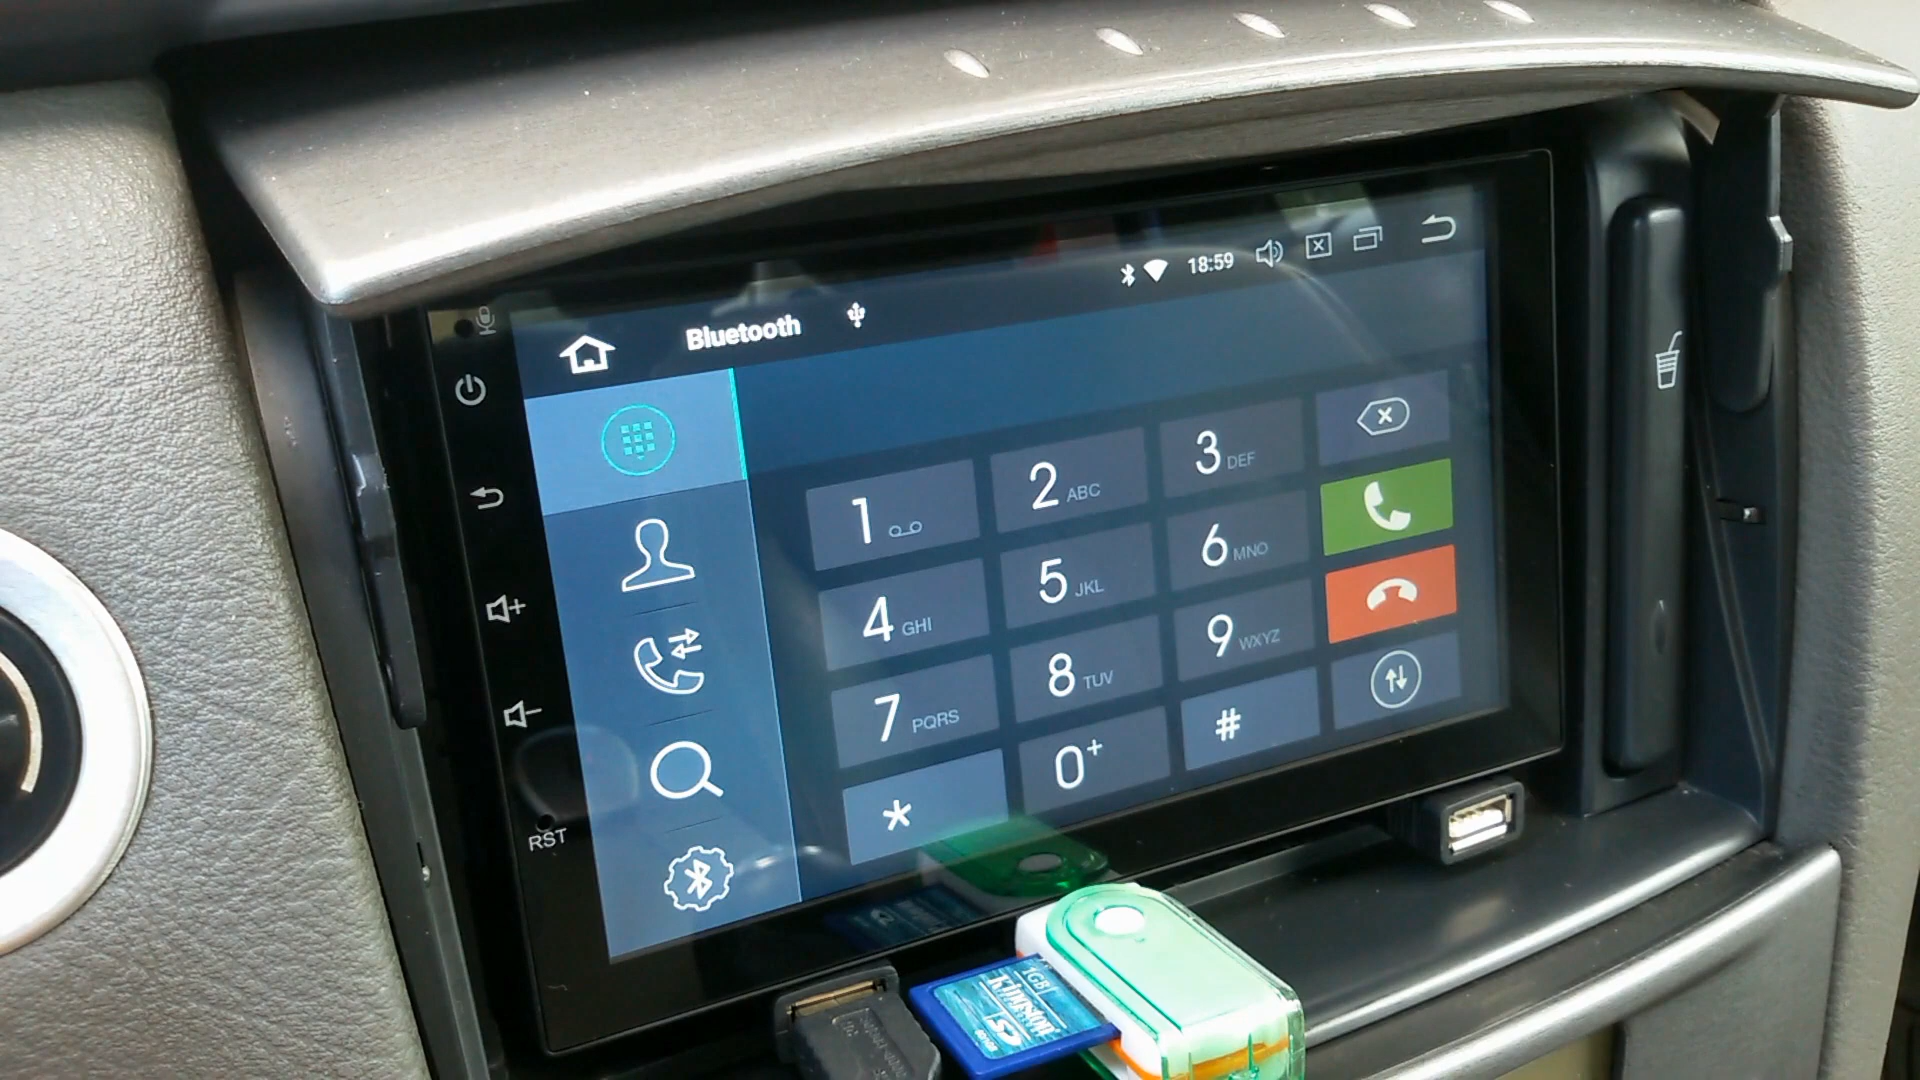 Bluetooth 18:59
1
2 ABC
3 DEF
4 GHI
5 JKL
6 MNO
7 PQRS
8 TUV
9 WXYZ
*
0+
#
RST
1GB
Kingston